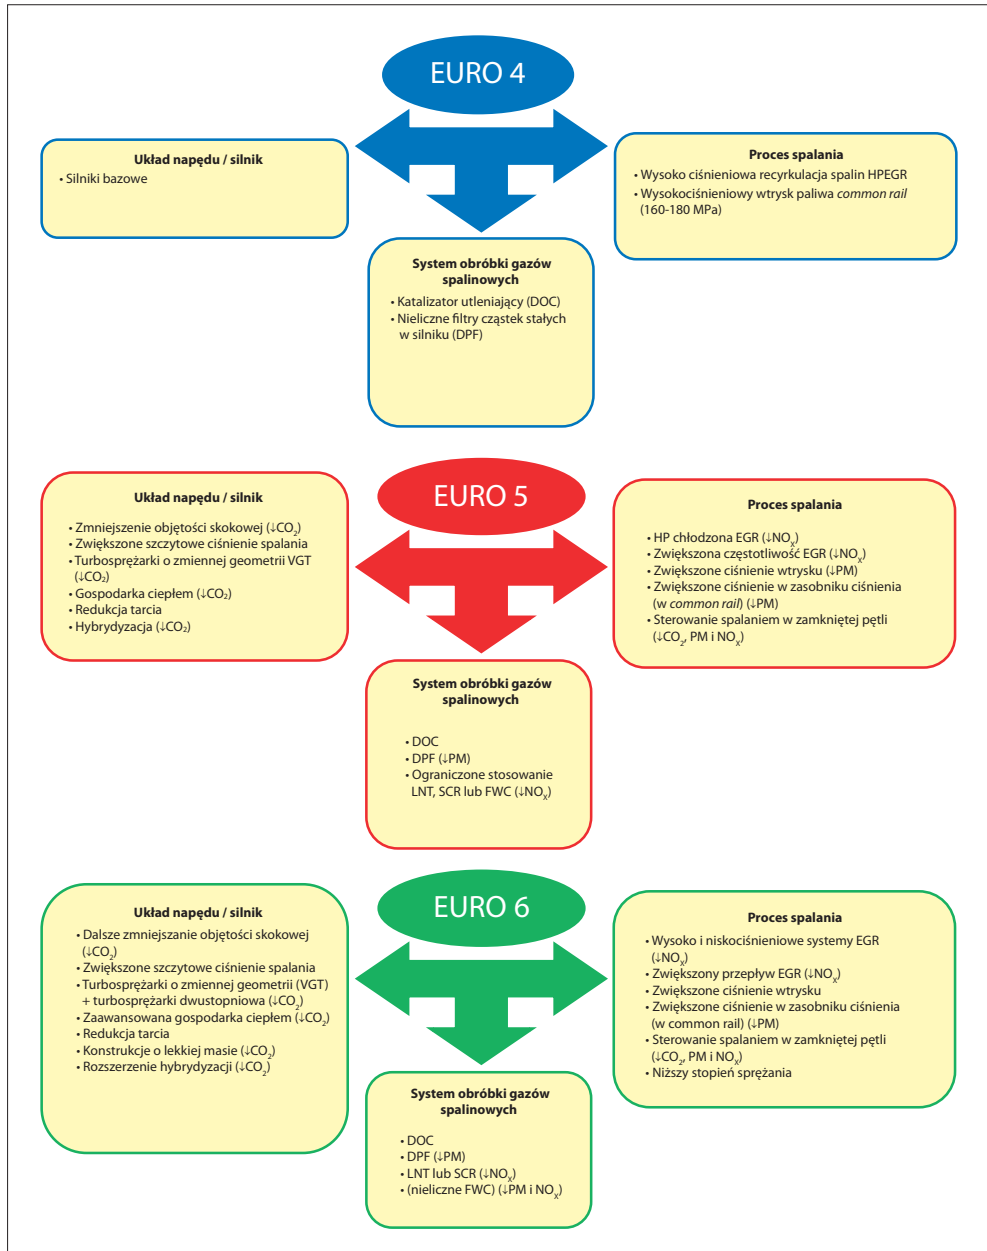 EURO 4
Układ napędu / silnik
• Silniki bazowe
Proces spalania
• Wysoko ciśnieniowa recyrkulacja spalin HPEGR
• Wysokociśnieniowy wtrysk paliwa common rail
(160-180 MPa)
System obróbki gazów
spalinowych
• Katalizator utleniający (DOC)
• Nieliczne filtry cząstek stałych
w silniku (DPF)
EURO 5
Układ napędu / silnik
• Zmniejszenie objętości skokowej (↓CO₂)
• Zwiększone szczytowe ciśnienie spalania
• Turbosprężarki o zmiennej geometrii VGT
(↓CO₂)
• Gospodarka ciepłem (↓CO₂)
• Redukcja tarcia
• Hybrydyzacja (↓CO₂)
Proces spalania
• HP chłodzona EGR (↓NOₓ)
• Zwiększona częstotliwość EGR (↓NOₓ)
• Zwiększone ciśnienie wtrysku (↓PM)
• Zwiększone ciśnienie w zasobniku ciśnienia
(w common rail) (↓PM)
• Sterowanie spalaniem w zamkniętej pętli
(↓CO₂, PM i NOₓ)
System obróbki gazów
spalinowych
• DOC
• DPF (↓PM)
• Ograniczone stosowanie
LNT, SCR lub FWC (↓NOₓ)
EURO 6
Układ napędu / silnik
• Dalsze zmniejszanie objętości skokowej
(↓CO₂)
• Zwiększone szczytowe ciśnienie spalania
• Turbosprężarki o zmiennej geometrii (VGT)
+ turbosprężarki dwustopniowa (↓CO₂)
• Zaawansowana gospodarka ciepłem (↓CO₂)
• Redukcja tarcia
• Konstrukcje o lekkiej masie (↓CO₂)
• Rozszerzenie hybrydyzacji (↓CO₂)
Proces spalania
• Wysoko i niskociśnieniowe systemy EGR
(↓NOₓ)
• Zwiększony przepływ EGR (↓NOₓ)
• Zwiększone ciśnienie wtrysku
• Zwiększone ciśnienie w zasobniku ciśnienia
(w common rail) (↓PM)
• Sterowanie spalaniem w zamkniętej pętli
(↓CO₂, PM i NOₓ)
• Niższy stopień sprężania
System obróbki gazów
spalinowych
• DOC
• DPF (↓PM)
• LNT lub SCR (↓NOₓ)
• (nieliczne FWC) (↓PM i NOₓ)